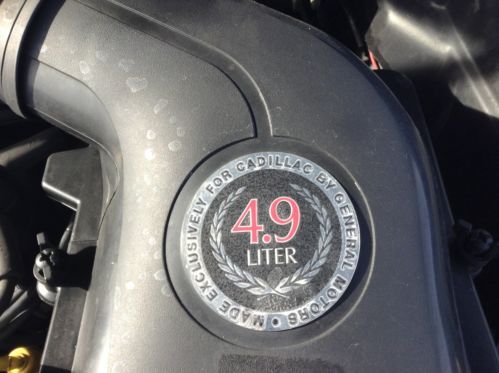 • MADE EXCLUSIVELY FOR CADILLAC BY GENERAL MOTORS •
4.9
LITER